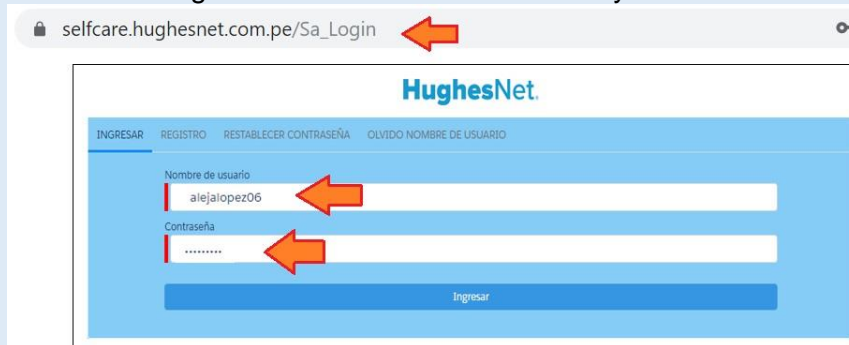 selfcare.hughesnet.com.pe/Sa_Login
HughesNet.
INGRESAR REGISTRO RESTABLECER CONTRASEÑA OLVIDO NOMBRE DE USUARIO
Nombre de usuario
alejalopez06
Contraseña
.........
Ingresar